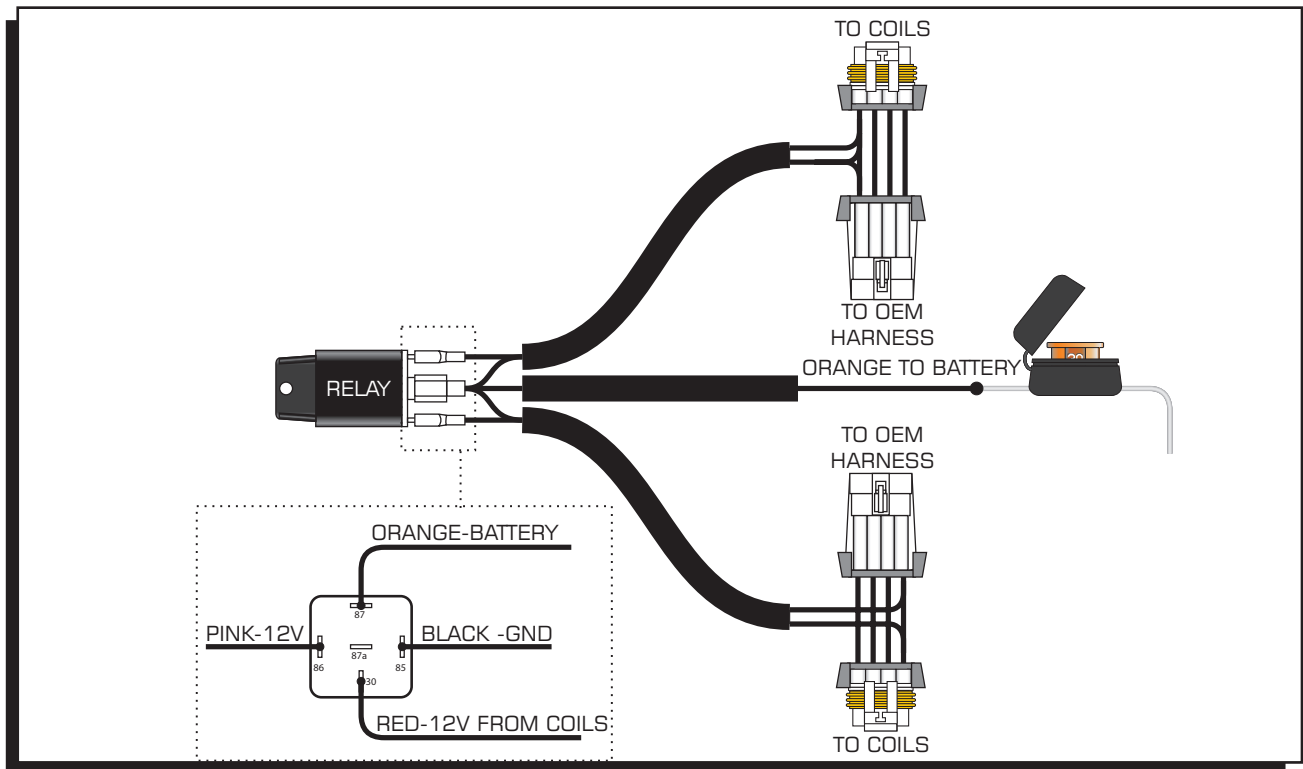 TO COILS
TO OEM
HARNESS
ORANGE TO BATTERY
30
RELAY
TO OEM
HARNESS
ORANGE-BATTERY
87
PINK-12V
BLACK -GND
87a
86
85
30
RED-12V FROM COILS
TO COILS